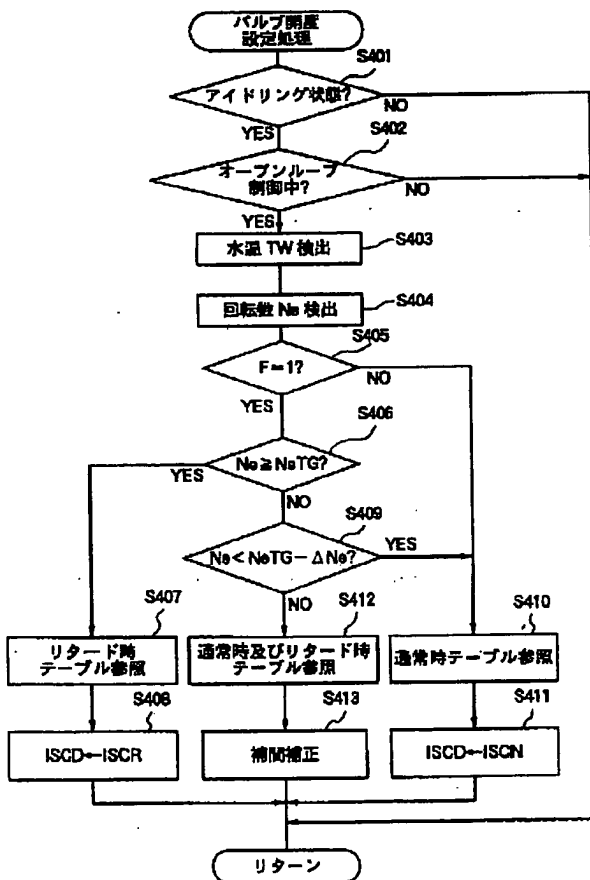 バルブ開度
設定処理
S401
アイドリング状態?
NO
YES
S402
オープンループ
制御中?
NO
YES
水温 TW 検出
S403
回転数 Ne 検出
S404
S405
F=1?
NO
YES
S406
Ne≧NeTG?
YES
NO
S409
Ne<NeTG-ΔNe?
YES
NO
S407
リタード時
テーブル参照
S412
通常時及びリタード時
テーブル参照
S410
通常時テーブル参照
S408
ISCD←ISCR
S413
補間補正
S411
ISCD←ISCN
リターン